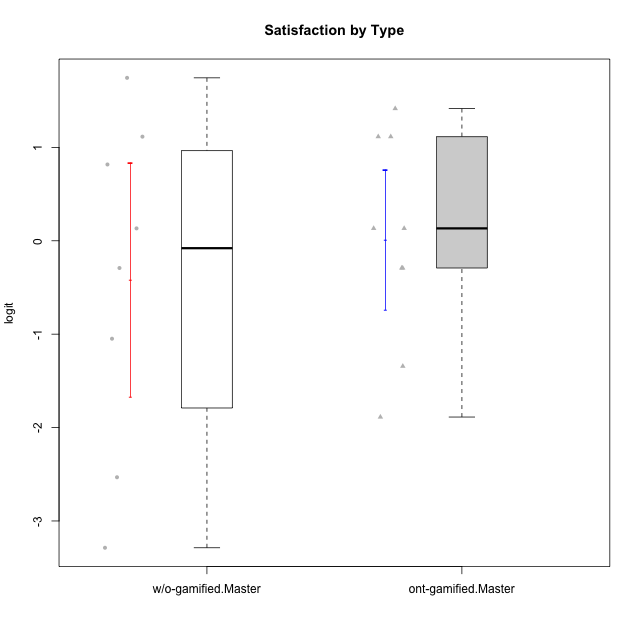 Satisfaction by Type
logit
1
0
-1
-2
-3
w/o-gamified.Master
ont-gamified.Master